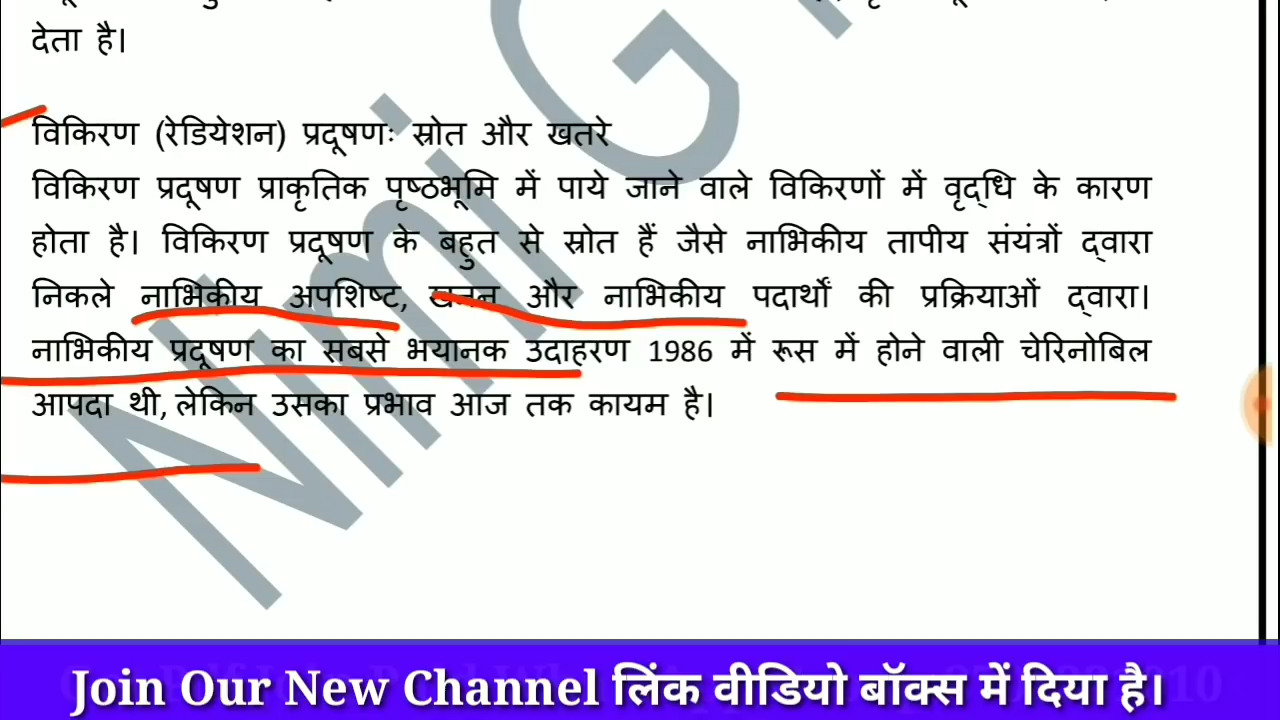 देता है।
विकिरण (रेडियेशन) प्रदूषणः स्रोत और खतरे
विकिरण प्रदूषण प्राकृतिक पृष्ठभूमि में पाये जाने वाले विकिरणों में वृद्धि के कारण
होता है। विकिरण प्रदूषण के बहुत से स्रोत हैं जैसे नाभिकीय तापीय संयंत्रों द्वारा
निकले नाभिकीय अपशिष्ट, खनन और नाभिकीय पदार्थों की प्रक्रियाओं द्वारा।
नाभिकीय प्रदूषण का सबसे भयानक उदाहरण 1986 में रूस में होने वाली चेरिनोबिल
आपदा थी, लेकिन उसका प्रभाव आज तक कायम है।
Nimi G
Join Our New Channel लिंक वीडियो बॉक्स में दिया है।